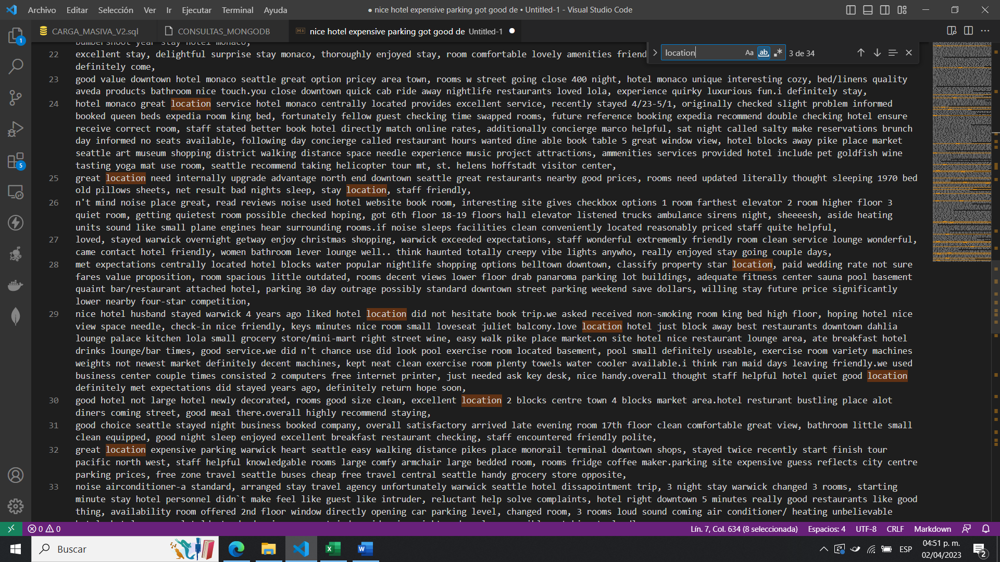 Archivo Editar Selección Ver Ir Ejecutar Terminal Ayuda
● nice hotel expensive parking got good de • Untitled-1 - Visual Studio Code
CARGA_MASIVA_V2.sql
CONSULTAS_MONGODB
nice hotel expensive parking got good de Untitled-1
location
Aa
ab
3 de 34
bumbershoot year stay hotel monaco,
22 excellent stay, delightful surprise stay monaco, thoroughly enjoyed stay, room comfortable lovely amenities friend
definitely come,
23 good value downtown hotel monaco seattle great option pricey area town, rooms w street going close 400 night, hotel monaco unique interesting cozy, bed/linens quality
aveda products bathroom nice touch.you close downtown quick cab ride away nightlife restaurants loved lola, experience quirky luxurious fun.i definitely stay,
24 hotel monaco great location service hotel monaco centrally located provides excellent service, recently stayed 4/23-5/1, originally checked slight problem informed
booked queen beds expedia room king bed, fortunately fellow guest checking time swapped rooms, future reference booking expedia recommend double checking hotel ensure
receive correct room, staff stated better book hotel directly match online rates, additionally concierge marco helpful, sat night called salty make reservations brunch
day informed no seats available, following day concierge called restaurant hours wanted dine able book table 5 great window view, hotel blocks away pike place market
seattle art museum shopping district walking distance space needle experience music project attractions, ammenities services provided hotel include pet goldfish wine
tasting yoga mat use room, seattle recommend taking helicopter tour mt, st. helens hoffstadt visitor center,
25 great location need internally upgrade advantage north end downtown seattle great restaurants nearby good prices, rooms need updated literally thought sleeping 1970 bed
old pillows sheets, net result bad nights sleep, stay location, staff friendly,
26 n't mind noise place great, read reviews noise used hotel website book room, interesting site gives checkbox options 1 room farthest elevator 2 room higher floor 3
quiet room, getting quietest room possible checked hoping, got 6th floor 18-19 floors hall elevator listened trucks ambulance sirens night, sheeeesh, aside heating
units sound like small plane engines hear surrounding rooms.if noise sleeps facilities clean conveniently located reasonably priced staff quite helpful,
27 loved, stayed warwick overnight getway enjoy christmas shopping, warwick exceeded expectations, staff wonderful extrememly friendly room clean service lounge wonderful,
came contact hotel friendly, women bathroom lever lounge well.. think haunted totally creepy vibe lights anywho, really enjoyed stay going couple days,
28 met expectations centrally located hotel blocks water popular nightlife shopping options belltown downtown, classify property star location, paid wedding rate not sure
fares value proposition, room spacious little outdated, rooms decent views lower floor drab panaroma parking lot buildings, adequate fitness center sauna pool basement
quaint bar/restaurant attached hotel, parking 30 day outrage possibly standard downtown street parking weekend save dollars, willing stay future price significantly
lower nearby four-star competition,
29 nice hotel husband stayed warwick 4 years ago liked hotel location did not hesitate book trip.we asked received non-smoking room king bed high floor, hoping hotel nice
view space needle, check-in nice friendly, keys minutes nice room small loveseat juliet balcony.love location hotel just block away best restaurants downtown dahlia
lounge palace kitchen lola small grocery store/mini-mart right street wine, easy walk pike place market.on site hotel nice restaurant lounge area, ate breakfast hotel
drinks lounge/bar times, good service.we did n't chance use did look pool exercise room located basement, pool small definitely useable, exercise room variety machines
weights not newest market definitely decent machines, kept neat clean exercise room plenty towels water cooler available.i think ran maid days leaving friendly.we used
business center couple times consisted 2 computers free internet printer, just needed ask key desk, nice handy.overall thought staff helpful hotel quiet good location
definitely met expectations did stayed years ago, definitely return hope soon,
30 good hotel not large hotel newly decorated, rooms good size clean, excellent location 2 blocks centre town 4 blocks market area.hotel resturant bustling place alot
diners coming street, good meal there.overall highly recommend staying,
31 good choice seattle stayed night business booked company, overall satisfactory arrived late evening room 17th floor clean comfortable great view, bathroom little small
clean equipped, good night sleep enjoyed excellent breakfast restaurant checking, staff encountered friendly polite,
32 great location expensive parking warwick heart seattle easy walking distance pikes place monorail terminal downtown shops, stayed twice recently start finish tour
pacific north west, staff helpful knowledgable rooms large comfy armchair large bedded room, rooms fridge coffee maker.parking site expensive guess reflects city centre
parking prices, free zone travel seattle buses cheap free travel central seattle handy grocery store opposite,
33 noise airconditioner-a standard, arranged stay travel agency unfortunately warwick seattle hotel dissapointment trip, 3 night stay warwick changed 3 rooms, starting
minute stay hotel personnel didn`t make feel like guest like intruder, reluctant help solve complaints, hotel right downtown 5 minutes really good restaurants like good
thing, availability room offered 2nd floor window directly opening car parking level, changed room, 3 rooms loud sound coming air conditioner/ heating unbelievable
1
5
0 0
Lín. 7, Col. 634 (8 seleccionada) Espacios: 4 UTF-8 CRLF Markdown
Buscar
ESP
04:51 p. m.
02/04/2023
2